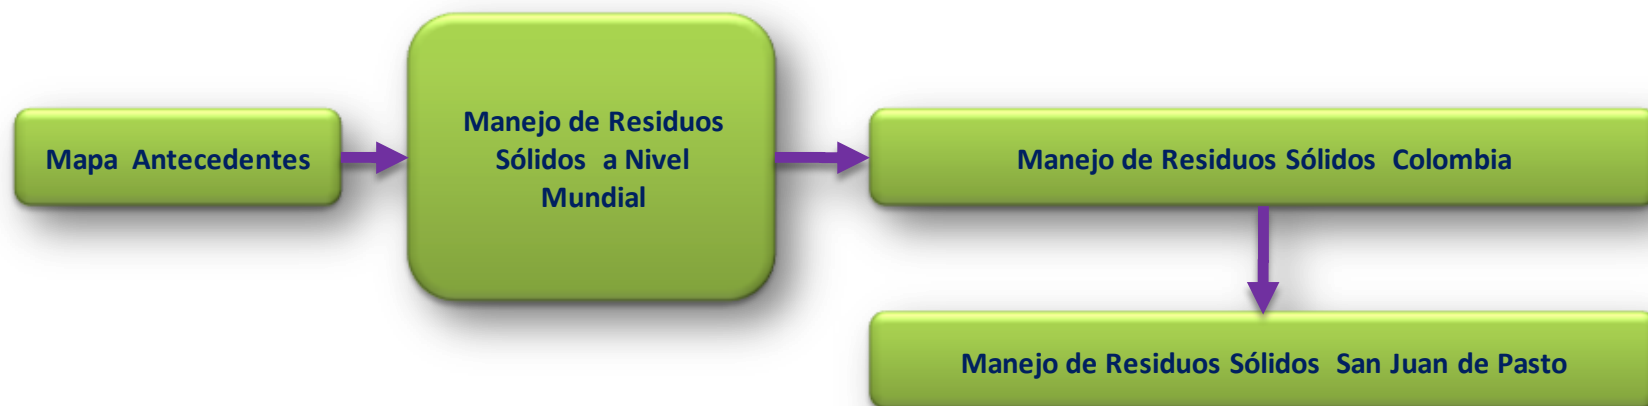 Mapa Antecedentes
Manejo de Residuos
Sólidos a Nivel
Mundial
Manejo de Residuos Sólidos Colombia
Manejo de Residuos Sólidos San Juan de Pasto